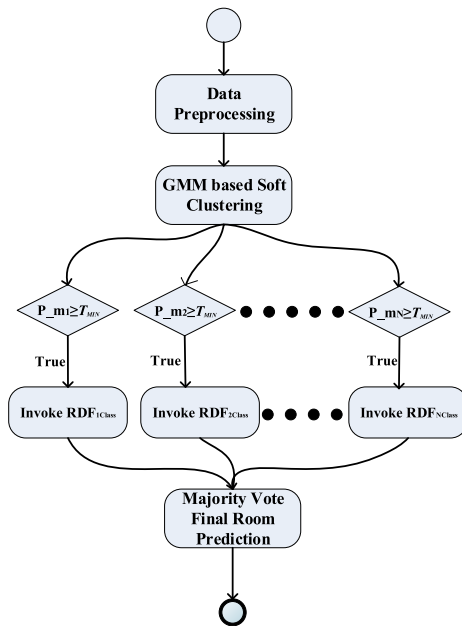 Data
Preprocessing
GMM based Soft
Clustering
P_m1≥TMIN
P_m2≥TMIN
P_mN≥TMIN
True
True
True
Invoke RDF1Class
Invoke RDF2Class
Invoke RDFNClass
Majority Vote
Final Room
Prediction